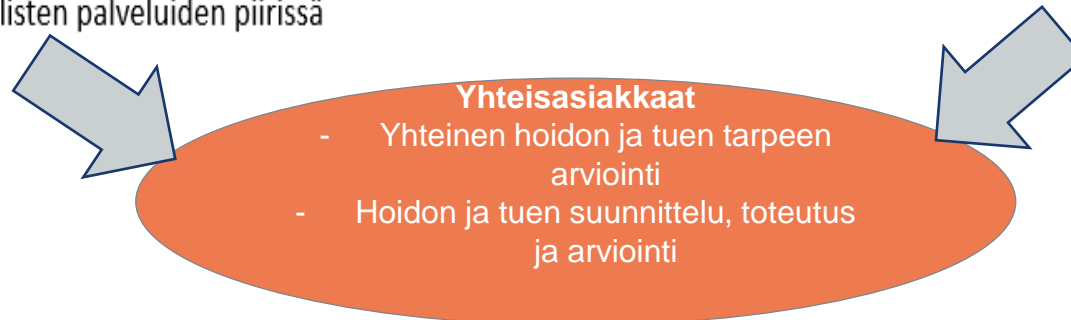 listen palveluiden piirissä
Yhteisasiakkaat
- Yhteinen hoidon ja tuen tarpeen
arviointi
- Hoidon ja tuen suunnittelu, toteutus
ja arviointi